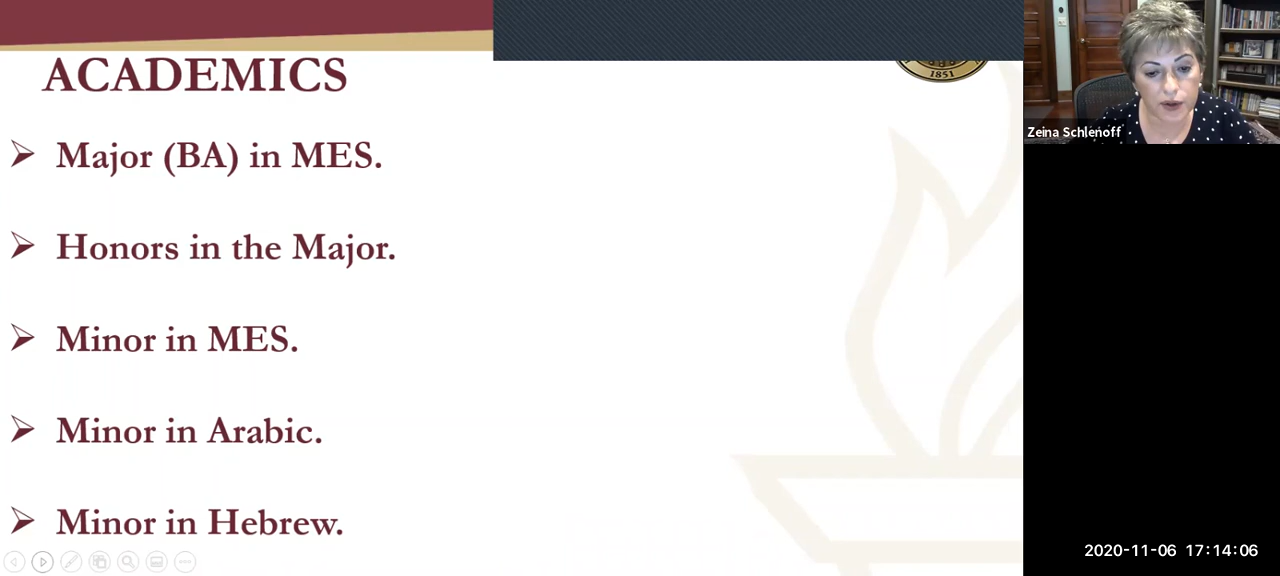 ACADEMICS
1851
➢ Major (BA) in MES.
➢ Honors in the Major.
➢ Minor in MES.
➢ Minor in Arabic.
➢ Minor in Hebrew.
Zeina Schlenoff
2020-11-06 17:14:06